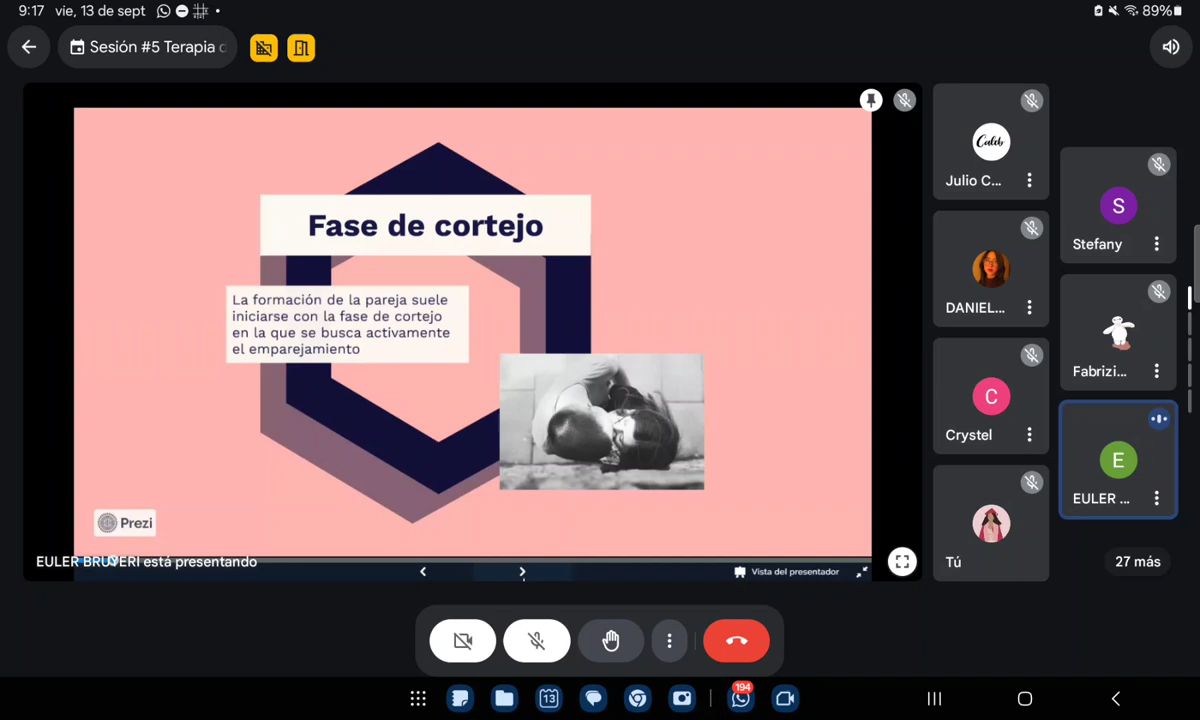 9:17 vie, 13 de sept
89%
Sesión #5 Terapia
Fase de cortejo
La formación de la pareja suele
iniciarse con la fase de cortejo
en la que se busca activamente
el emparejamiento
Prezi
EULER BRUVERI está presentando
Vista del presentador
Caleb
Julio C...
DANIEL...
C
Crystel
Tú
S
Stefany
Fabrizi...
E
EULER ...
27 más
13
194